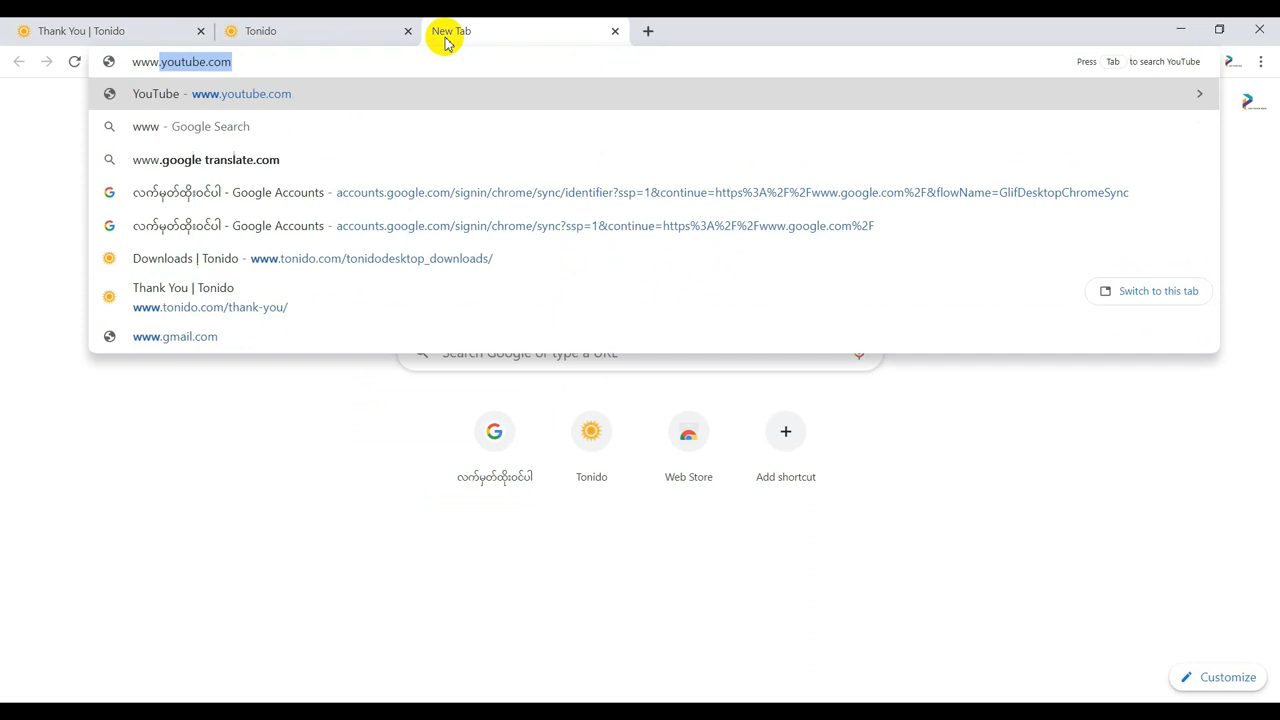 Thank You | Tonido
Tonido
New Tab
www.youtube.com
Press Tab to search YouTube
YouTube - www.youtube.com
www - Google Search
www.google translate.com
လက်မှတ်ထိုးဝင်ပါ - Google Accounts - accounts.google.com/signin/chrome/sync/identifier?ssp=1&continue=https%3A%2F%2Fwww.google.com%2F&flowName=GlifDesktopChromeSync
လက်မှတ်ထိုးဝင်ပါ - Google Accounts - accounts.google.com/signin/chrome/sync?ssp=1&continue=https%3A%2F%2Fwww.google.com%2F
Downloads | Tonido - www.tonido.com/tonidodesktop_downloads/
Thank You | Tonido
www.tonido.com/thank-you/
Switch to this tab
www.gmail.com
Search Google or type a URL
လက်မှတ်ထိုးဝင်ပါ
Tonido
Web Store
Add shortcut
Customize